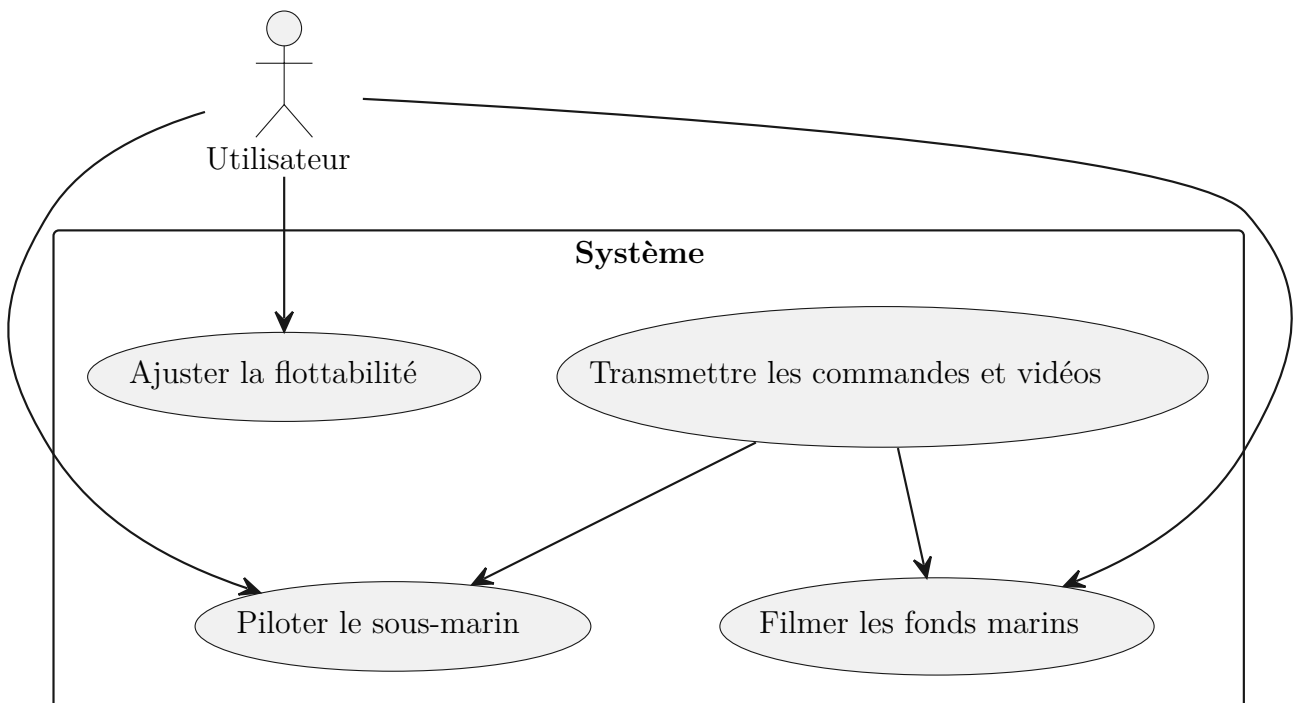 Utilisateur
Système
Ajuster la flottabilité
Transmettre les commandes et vidéos
Piloter le sous-marin
Filmer les fonds marins